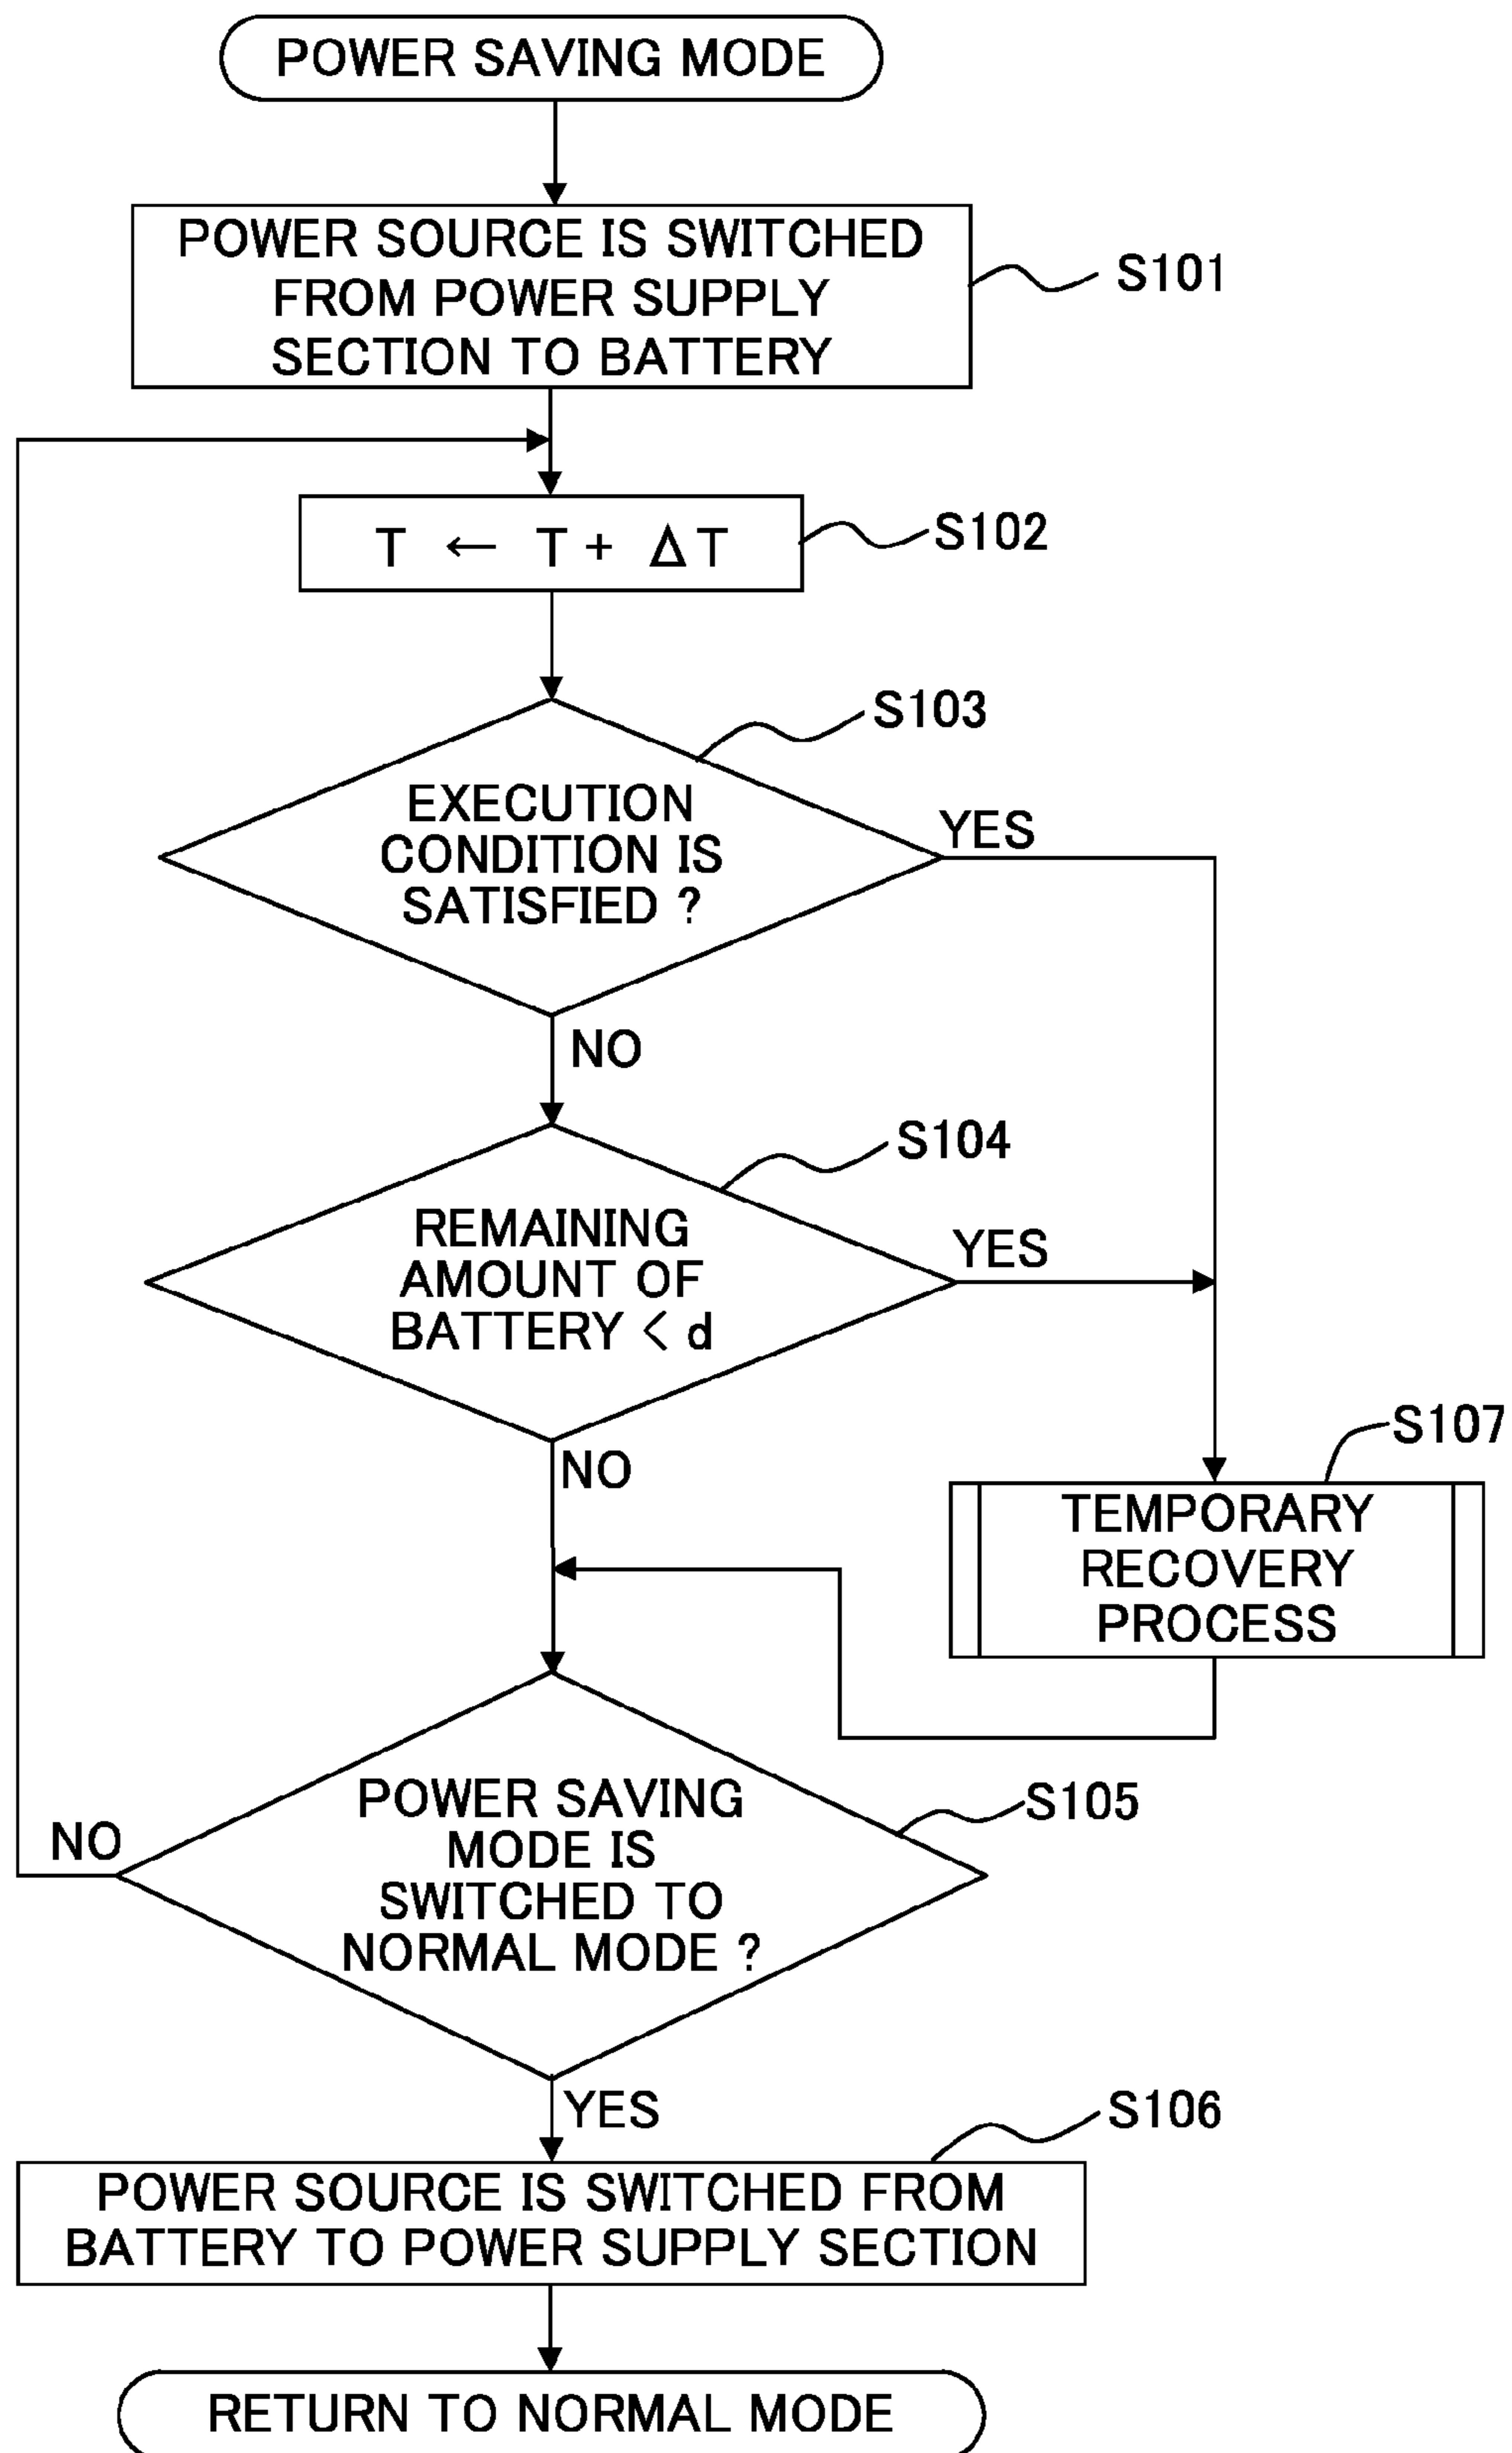 POWER SAVING MODE
POWER SOURCE IS SWITCHED
FROM POWER SUPPLY
SECTION TO BATTERY
S101
T ← T + ΔT
S102
S103
EXECUTION
CONDITION IS
SATISFIED ?
YES
NO
S104
REMAINING
AMOUNT OF
BATTERY < d
YES
NO
S107
TEMPORARY
RECOVERY
PROCESS
POWER SAVING
MODE IS
SWITCHED TO
NORMAL MODE ?
S105
NO
YES
S106
POWER SOURCE IS SWITCHED FROM
BATTERY TO POWER SUPPLY SECTION
RETURN TO NORMAL MODE